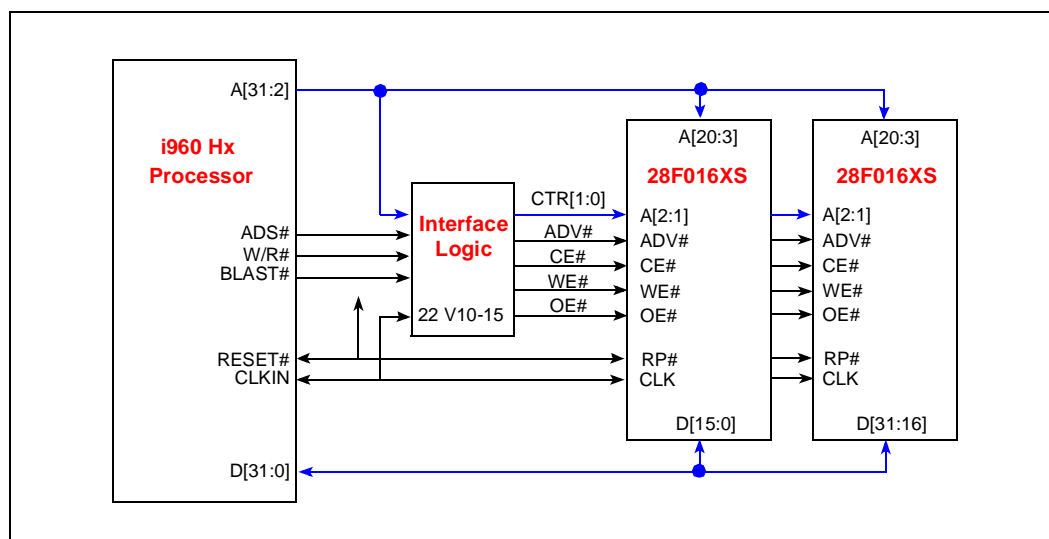 A[31:2]
i960 Hx
Processor
ADS#
W/R#
BLAST#
RESET#
CLKIN
D[31:0]
Interface
Logic
22 V10-15
CTR[1:0]
ADV#
CE#
WE#
OE#
A[20:3]
28F016XS
A[2:1]
ADV#
CE#
WE#
OE#
RP#
CLK
D[15:0]
A[20:3]
28F016XS
A[2:1]
ADV#
CE#
WE#
OE#
RP#
CLK
D[31:16]